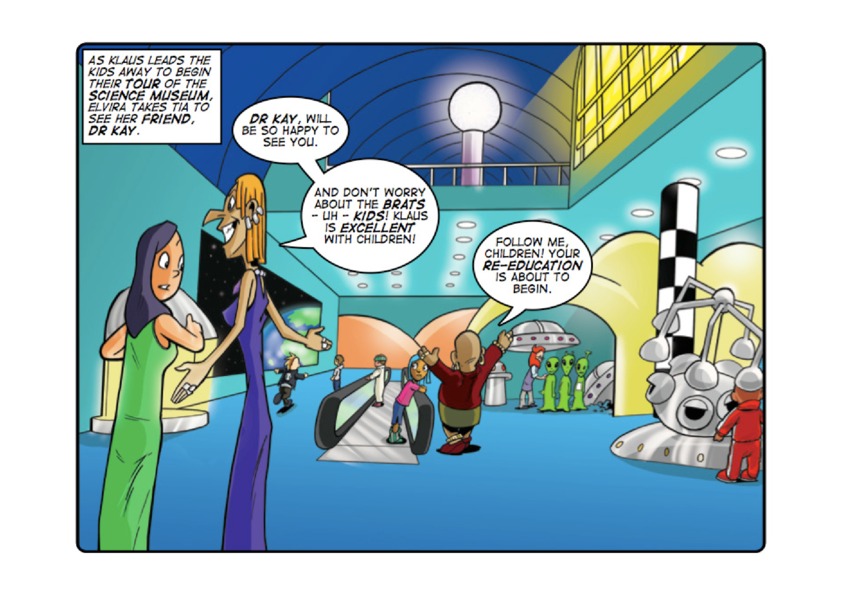 AS KLAUS LEADS THE
KIDS AWAY TO BEGIN
THEIR TOUR OF THE
SCIENCE MUSEUM,
ELVIRA TAKES TIA TO
SEE HER FRIEND,
DR KAY.
DR KAY, WILL
BE SO HAPPY TO
SEE YOU.
AND DON'T WORRY
ABOUT THE BRATS
- UH - KIDS! KLAUS
IS EXCELLENT
WITH CHILDREN!
FOLLOW ME,
CHILDREN! YOUR
RE-EDUCATION
IS ABOUT TO
BEGIN.